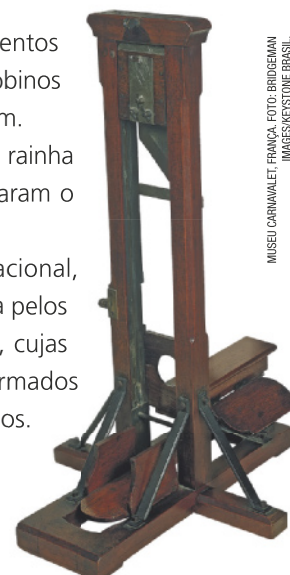 entos
obinos
m.
rainha
aram o
acional,
a pelos
, cujas
rmados
os.
MUSEU CARNAVALET, FRANÇA. FOTO: BRIDGEMAN
IMAGES/KEYSTONE BRASIL.